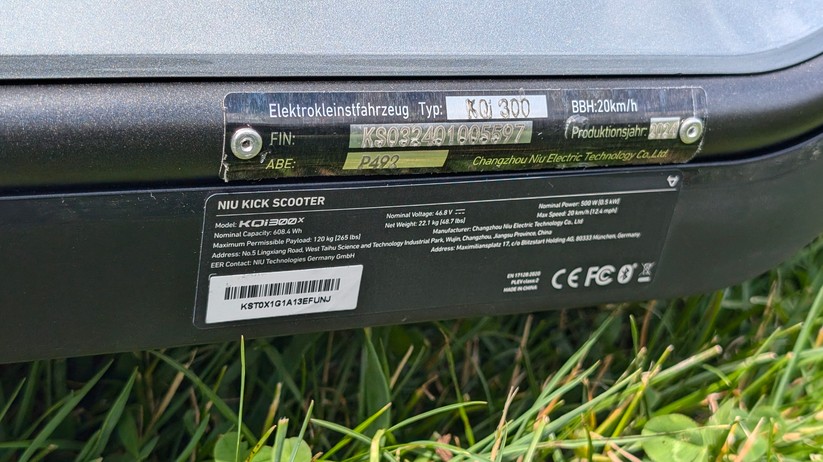 Elektrokleinstfahrzeug Typ: KQi 300 BBH:20km/h
FIN: KS032401005597 Produktionsjahr: 2024
ABE: P493 Changzhou Niu Electric Technology Co.,Ltd.
NIU KICK SCOOTER
Model: KQi300X
Nominal Capacity: 608.4 Wh
Maximum Permissible Payload: 120 kg [265 lbs]
Address: No.5 Lingxiang Road, West Taihu Science and Technology Industrial Park, Wujin, Changzhou, Jiangsu Province, China
EER Contact: NIU Technologies Germany GmbH
Nominal Voltage: 46.8 V
Net Weight: 22.1 kg [48.7 lbs]
Manufacturer: Changzhou Niu Electric Technology Co., Ltd
Address: Maximiliansplatz 17, c/o Blitzstart Holding AG, 80333 München, Germany.
Nominal Power: 500 W (0.5 kW)
Max Speed: 20 km/h (12.4 mph)
KST0X1G1A13EFUNJ
EN 17128:2020
PLEV class 2
MADE IN CHINA
CE FC